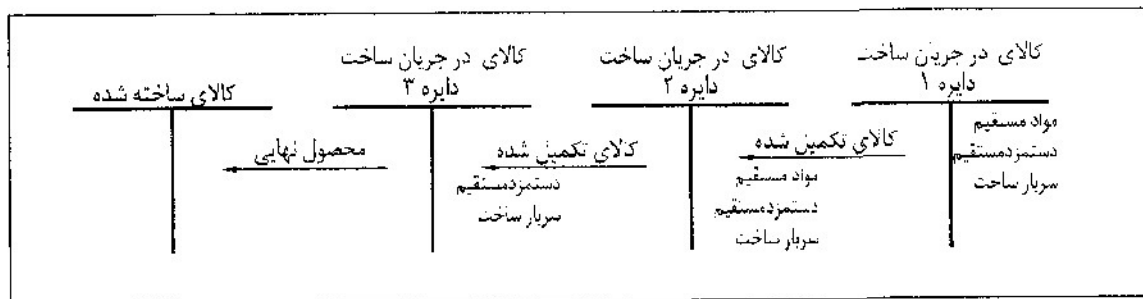 کالای در جریان ساخت
دایره ۱
مواد مستقیم
دستمزدمستقیم
سربار ساخت
کالای تکمیل شده
کالای در جریان ساخت
دایره ۲
مواد مستقیم
دستمزدمستقیم
سربار ساخت
کالای تکمیل شده
کالای در جریان ساخت
دایره ۳
دستمزدمستقیم
سربار ساخت
محصول نهایی
کالای ساخته شده